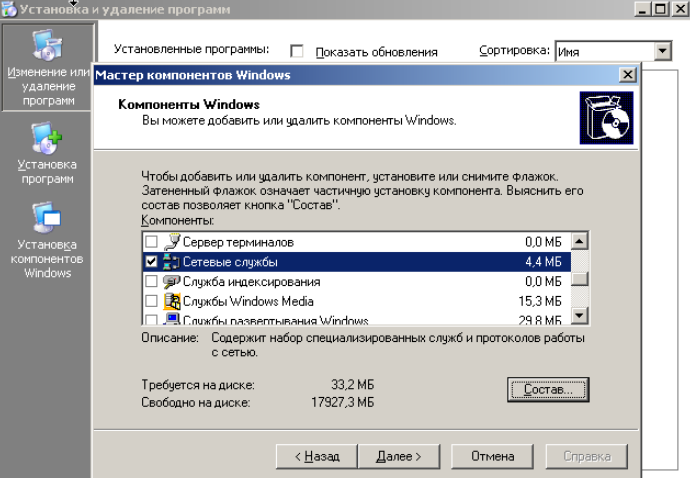 Установка и удаление программ
Установленные программы:
Показать обновления
Сортировка:
Имя
Изменение или
удаление
программ
Установка
программ
Установка
компонентов
Windows
Мастер компонентов Windows
Компоненты Windows
Вы можете добавить или удалить компоненты Windows.
Чтобы добавить или удалить компонент, установите или снимите флажок.
Затененный флажок означает частичную установку компонента. Выяснить его
состав позволяет кнопка "Состав".
Компоненты:
Сервер терминалов 0,0 МБ
Сетевые службы 4,4 МБ
Служба индексирования 0,0 МБ
Службы Windows Media 15,3 МБ
Службы развертывания Windows 29,8 МБ
Описание: Содержит набор специализированных служб и протоколов работы
с сетью.
Требуется на диске: 33,2 МБ
Свободно на диске: 17927,3 МБ
Состав...
< Назад
Далее >
Отмена
Справка